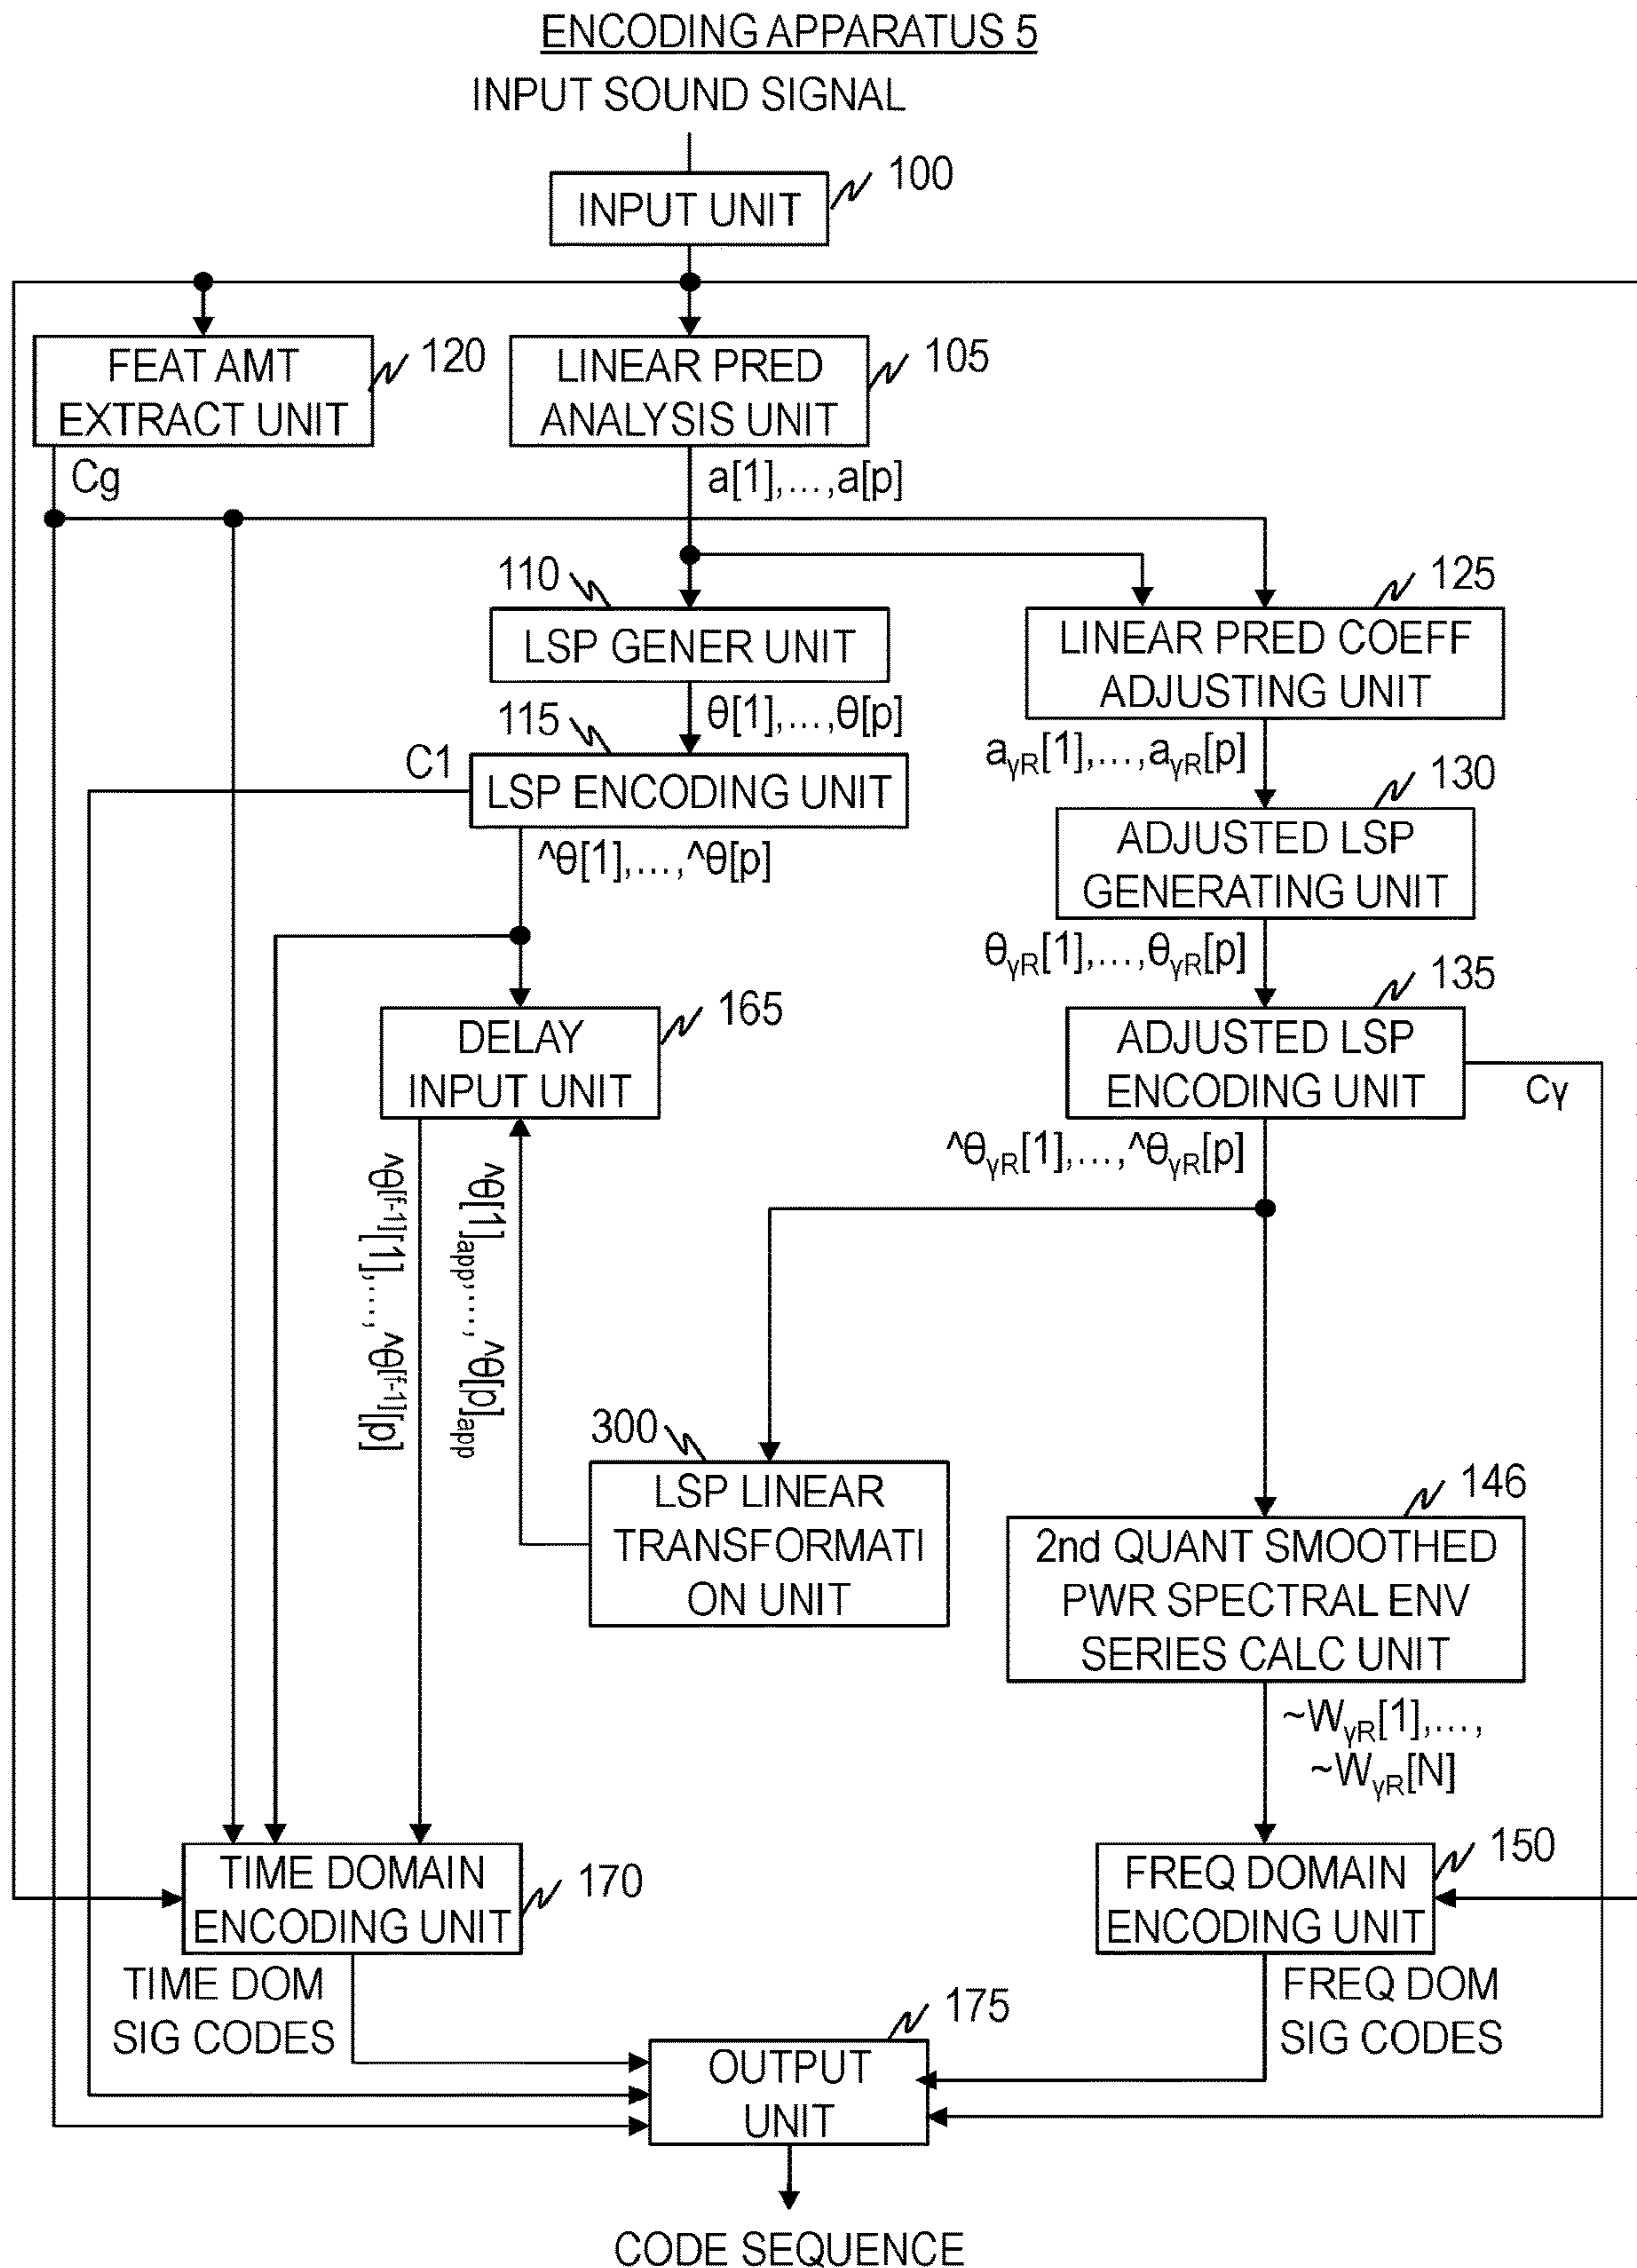 ENCODING APPARATUS 5
INPUT SOUND SIGNAL
100
INPUT UNIT
120
FEAT AMT
EXTRACT UNIT
105
LINEAR PRED
ANALYSIS UNIT
Cg
a[1],...,a[p]
110
LSP GENER UNIT
125
LINEAR PRED COEFF
ADJUSTING UNIT
θ[1],...,θ[p]
115
C1
LSP ENCODING UNIT
aγR[1],...,aγR[p]
130
ADJUSTED LSP
GENERATING UNIT
^θ[1],...,^θ[p]
θγR[1],...,θγR[p]
165
DELAY
INPUT UNIT
135
ADJUSTED LSP
ENCODING UNIT
Cγ
^θγR[1],...,^θγR[p]
^θ[f-1][1],...,^θ[f-1][p]
^θ[1]app,...,^θ[p]app
300
LSP LINEAR
TRANSFORMATI
ON UNIT
146
2nd QUANT SMOOTHED
PWR SPECTRAL ENV
SERIES CALC UNIT
~WγR[1],...,
~WγR[N]
TIME DOMAIN
ENCODING UNIT
170
FREQ DOMAIN
ENCODING UNIT
150
TIME DOM
SIG CODES
FREQ DOM
SIG CODES
175
OUTPUT
UNIT
CODE SEQUENCE